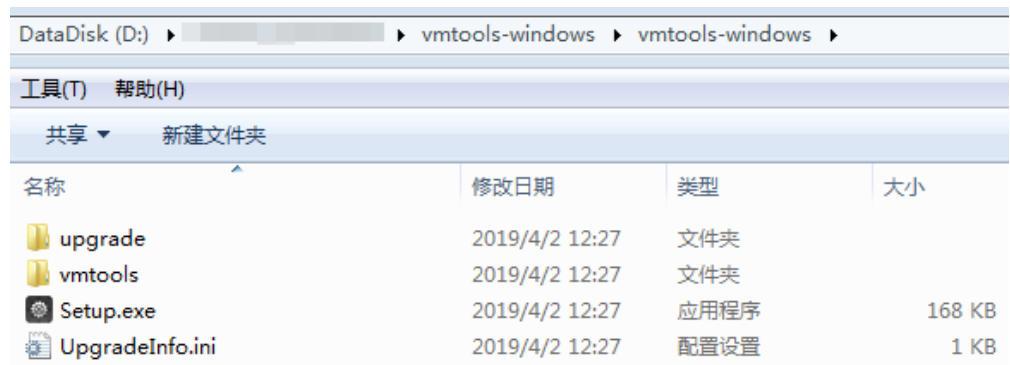 DataDisk (D:) vmtools-windows vmtools-windows
工具(T) 帮助(H)
共享 新建文件夹
名称 修改日期 类型 大小
upgrade 2019/4/2 12:27 文件夹
vmtools 2019/4/2 12:27 文件夹
Setup.exe 2019/4/2 12:27 应用程序 168 KB
UpgradeInfo.ini 2019/4/2 12:27 配置设置 1 KB